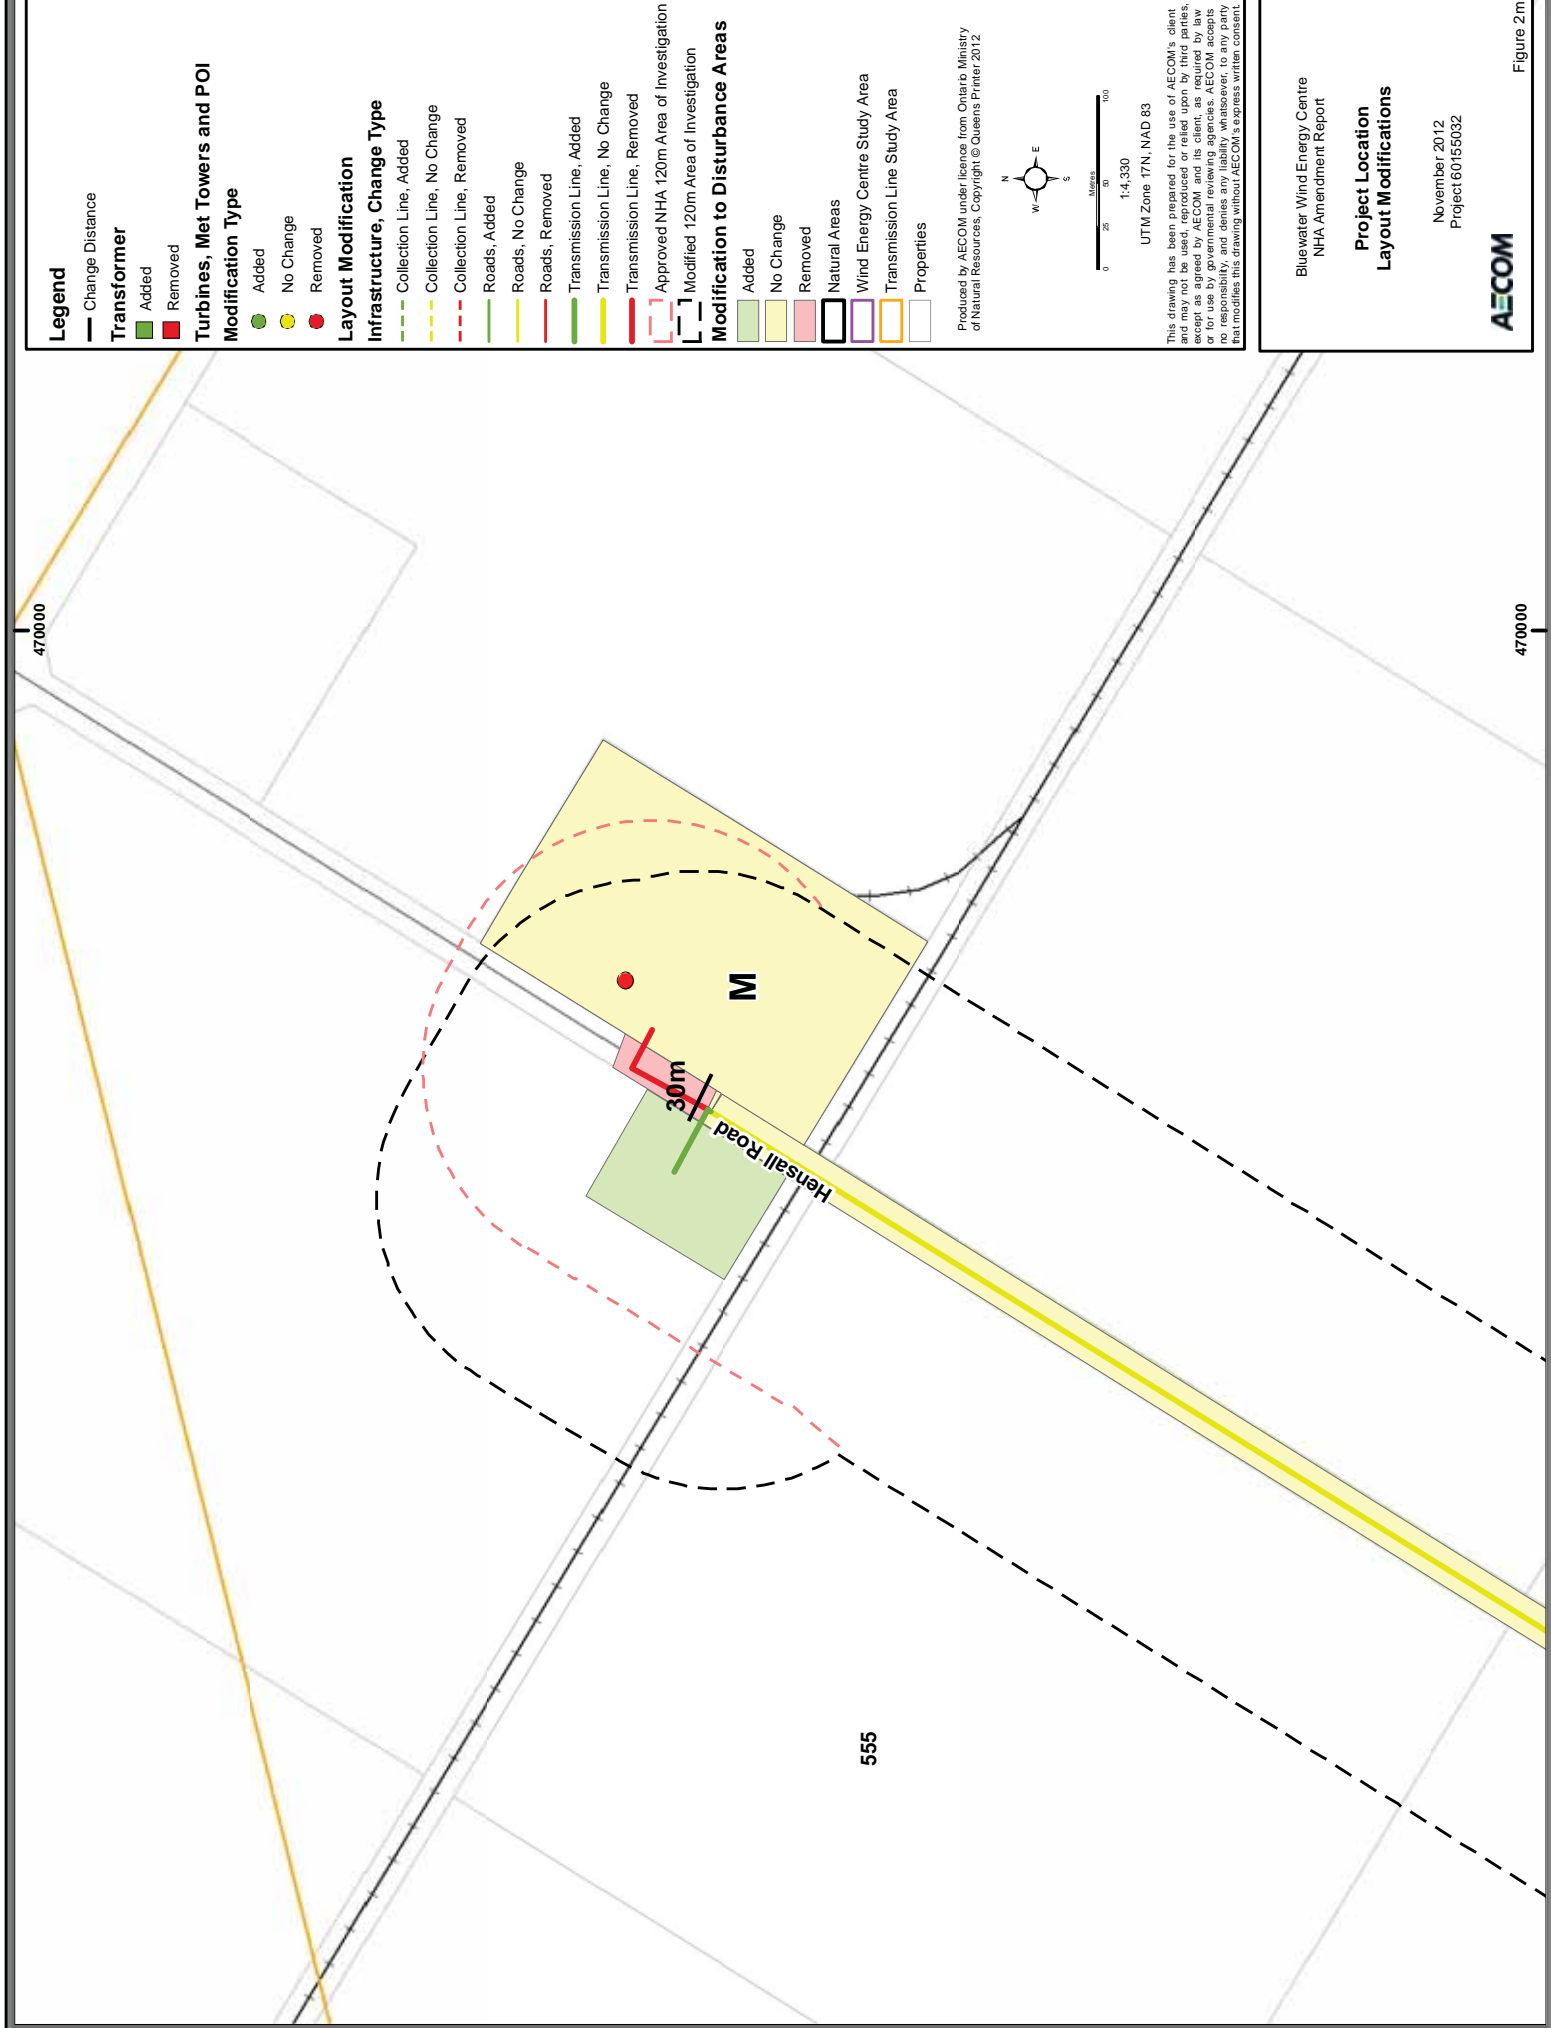 470000
30m
M
Hensall Road
555
470000
Legend
Change Distance
Transformer
Added
Removed
Turbines, Met Towers and POI
Modification Type
Added
No Change
Removed
Layout Modification
Infrastructure, Change Type
Collection Line, Added
Collection Line, No Change
Collection Line, Removed
Roads, Added
Roads, No Change
Roads, Removed
Transmission Line, Added
Transmission Line, No Change
Transmission Line, Removed
Approved NHA 120m Area of Investigation
Modified 120m Area of Investigation
Modification to Disturbance Areas
Added
No Change
Removed
Natural Areas
Wind Energy Centre Study Area
Transmission Line Study Area
Properties
Produced by AECOM under licence from Ontario Ministry
of Natural Resources, Copyright © Queens Printer 2012
N
W E
S
Metres
0 25 50 100
1:4,330
UTM Zone 17N, NAD 83
This drawing has been prepared for the use of AECOM's client
and may not be used, reproduced or relied upon by third parties,
except as agreed by AECOM and its client, as required by law
or for use by governmental reviewing agencies. AECOM accepts
no responsibility, and denies any liability whatsoever, to any party
that modifies this drawing without AECOM's express written consent.
Bluewater Wind Energy Centre
NHA Amendment Report
Project Location
Layout Modifications
November 2012
Project 60155032
AECOM
Figure 2m